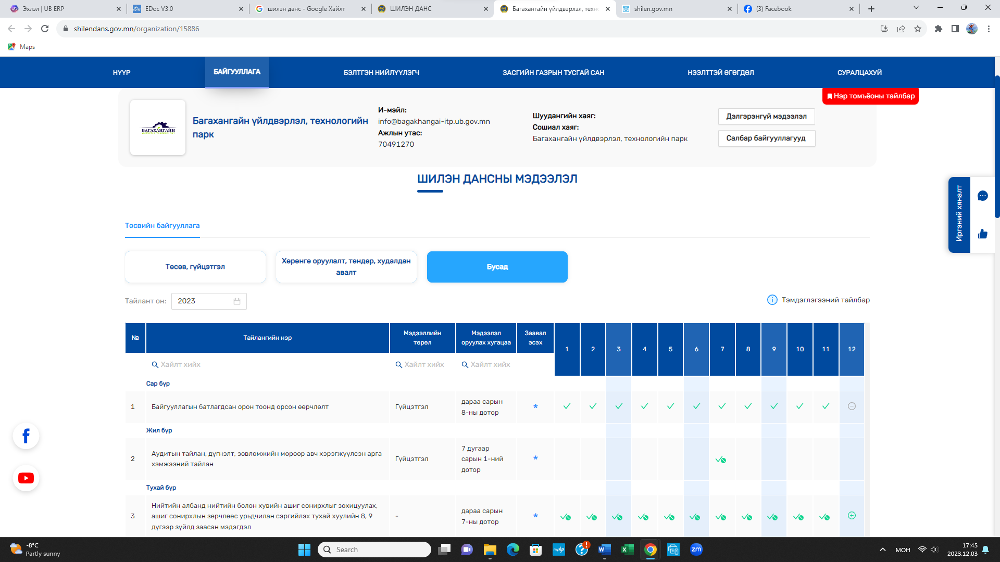 Эхлэл | UB ERP
EDoc V3.0
шилэн данс - Google Хайлт
ШИЛЭН ДАНС
Багахангайн үйлдвэрлэл, техн
shilen.gov.mn
(3) Facebook
shilendans.gov.mn/organization/15886
Maps
НҮҮР
БАЙГУУЛЛАГА
БЭЛТГЭН НИЙЛҮҮЛЭГЧ
ЗАСГИЙН ГАЗРЫН ТУСГАЙ САН
НЭЭЛТТЭЙ ӨГӨГДӨЛ
СУРАЛЦАХУЙ
Нэр томъёоны тайлбар
БАГАХАНГАЙН
Багахангайн үйлдвэрлэл, технологийн
парк
И-мэйл:
info@bagakhangai-itp.ub.gov.mn
Ажлын утас:
70491270
Шуудангийн хаяг:
Сошиал хаяг:
Багахангайн үйлдвэрлэл, технологийн парк
Дэлгэрэнгүй мэдээлэл
Салбар байгууллагууд
ШИЛЭН ДАНСНЫ МЭДЭЭЛЭЛ
Иргэний хяналт
Төсвийн байгууллага
Төсөв, гүйцэтгэл
Хөрөнгө оруулалт, тендер, худалдан
авалт
Бусад
Тайлант он:
2023
Тэмдэглэгээний тайлбар
№
Тайлангийн нэр
Мэдээллийн
төрөл
Мэдээлэл
оруулах хугацаа
Заавал
эсэх
1 2 3 4 5 6 7 8 9 10 11 12
Хайлт хийх
Хайлт хийх
Хайлт хийх
Сар бүр
1
Байгууллагын батлагдсан орон тоонд орсон өөрчлөлт
Гүйцэтгэл
дараа сарын
8-ны дотор
*
Жил бүр
2
Аудитын тайлан, дүгнэлт, зөвлөмжийн мөрөөр авч хэрэгжүүлсэн арга
хэмжээний тайлан
Гүйцэтгэл
7 дугаар
сарын 1-ний
дотор
*
Тухай бүр
3
Нийтийн албанд нийтийн болон хувийн ашиг сонирхлыг зохицуулах,
ашиг сонирхлын зөрчлөөс урьдчилан сэргийлэх тухай хуулийн 8, 9
дүгээр зүйлд заасан мэдэгдэл
-
дараа сарын
7-ны дотор
*
-8°C
Partly sunny
Search
МОН
17:45
2023.12.03